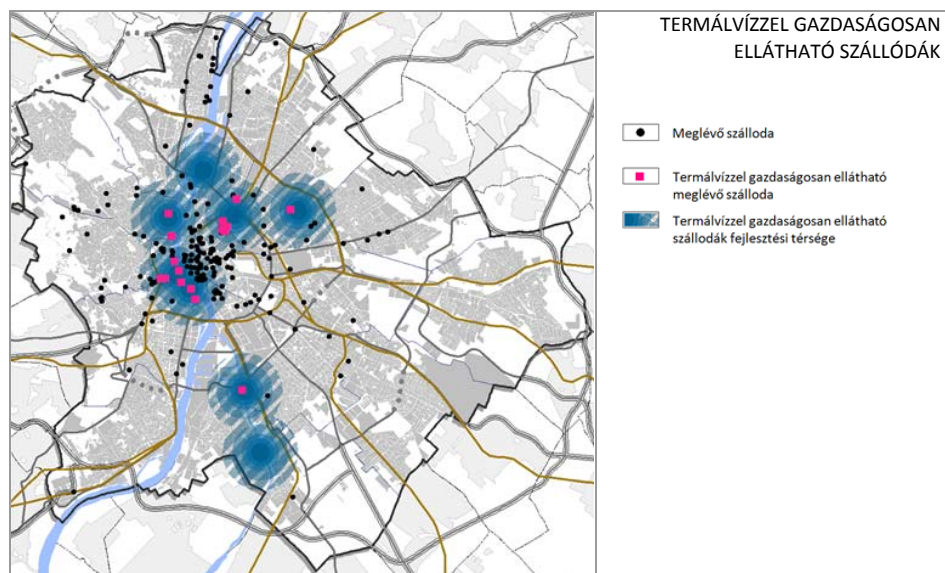 TERMÁLVÍZZEL GAZDASÁGOSAN
ELLÁTHATÓ SZÁLLÓDÁK
Meglévő szálloda
Termálvízzel gazdaságosan ellátható
meglévő szálloda
Termálvízzel gazdaságosan ellátható
szállodák fejlesztési térsége